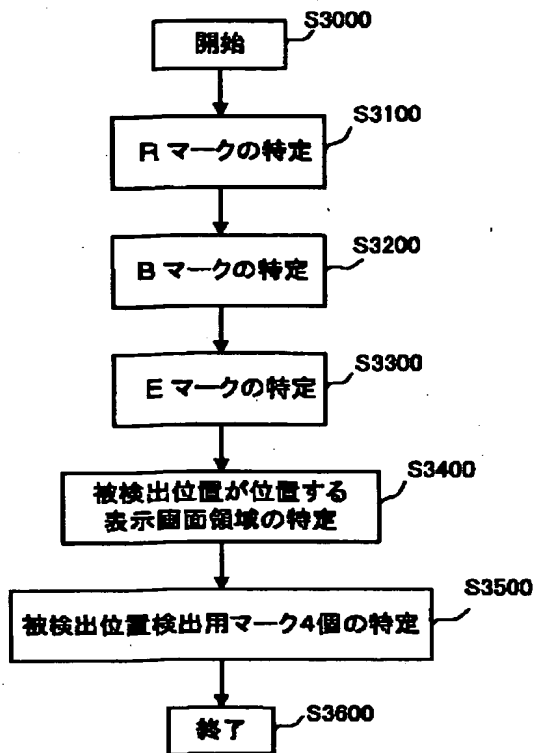 S3000
開始
S3100
R マークの特定
S3200
B マークの特定
S3300
E マークの特定
S3400
被検出位置が位置する
表示画面領域の特定
S3500
被検出位置検出用マーク4個の特定
S3600
終了